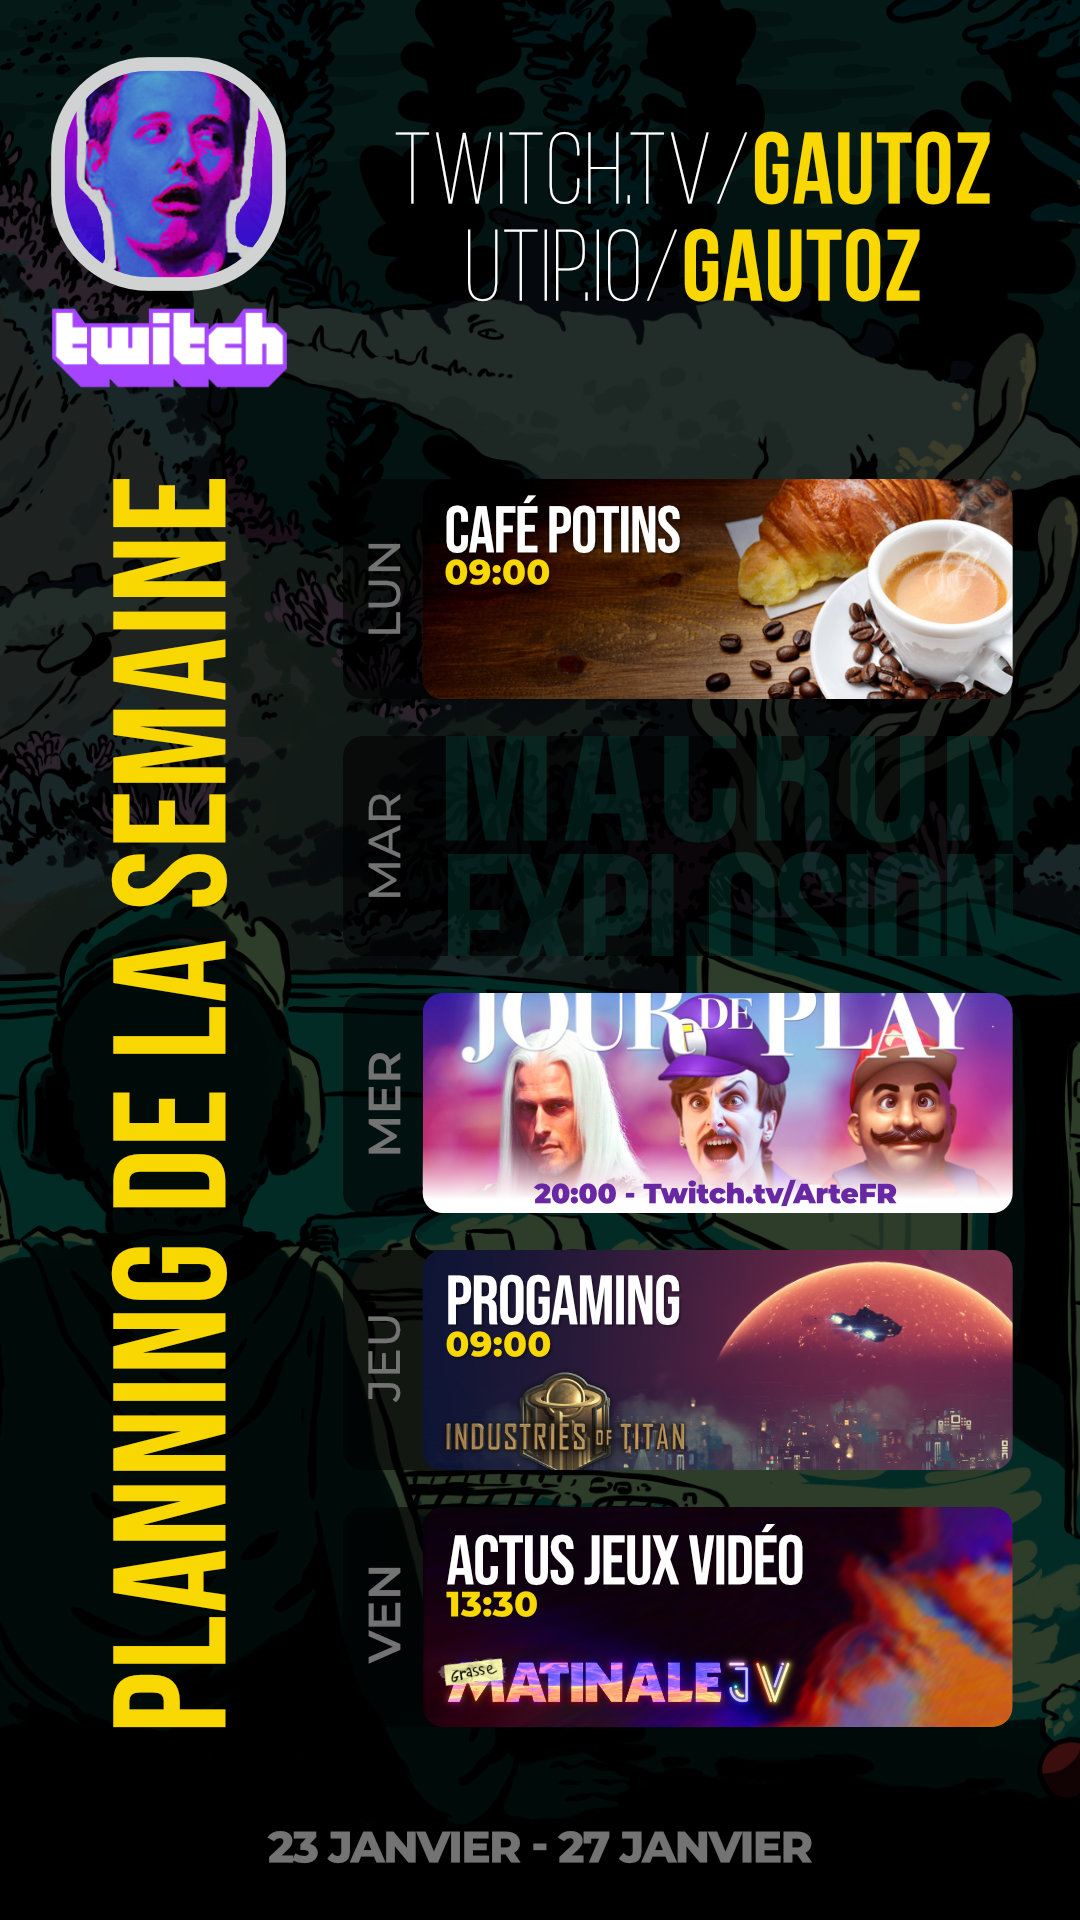 TWITCH.TV/GAUTOZ
UTIP.IO/GAUTOZ
twitch
PLANNING DE LA SEMAINE
LUN
CAFÉ POTINS
09:00
MAR
MACRON
EXPLOSION
MER
JOUR DE PLAY
20:00 - Twitch.tv/ArteFR
JEU
PROGAMING
09:00
INDUSTRIES OF TITAN
VEN
ACTUS JEUX VIDÉO
13:30
Grasse
MATINALE JV
23 JANVIER - 27 JANVIER